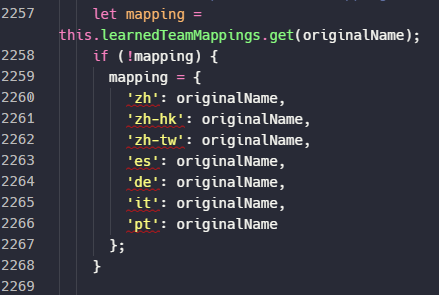 2257 let mapping =
this.learnedTeamMappings.get(originalName);
2258 if (!mapping) {
2259 mapping = {
2260 'zh': originalName,
2261 'zh-hk': originalName,
2262 'zh-tw': originalName,
2263 'es': originalName,
2264 'de': originalName,
2265 'it': originalName,
2266 'pt': originalName
2267 };
2268 }
2269